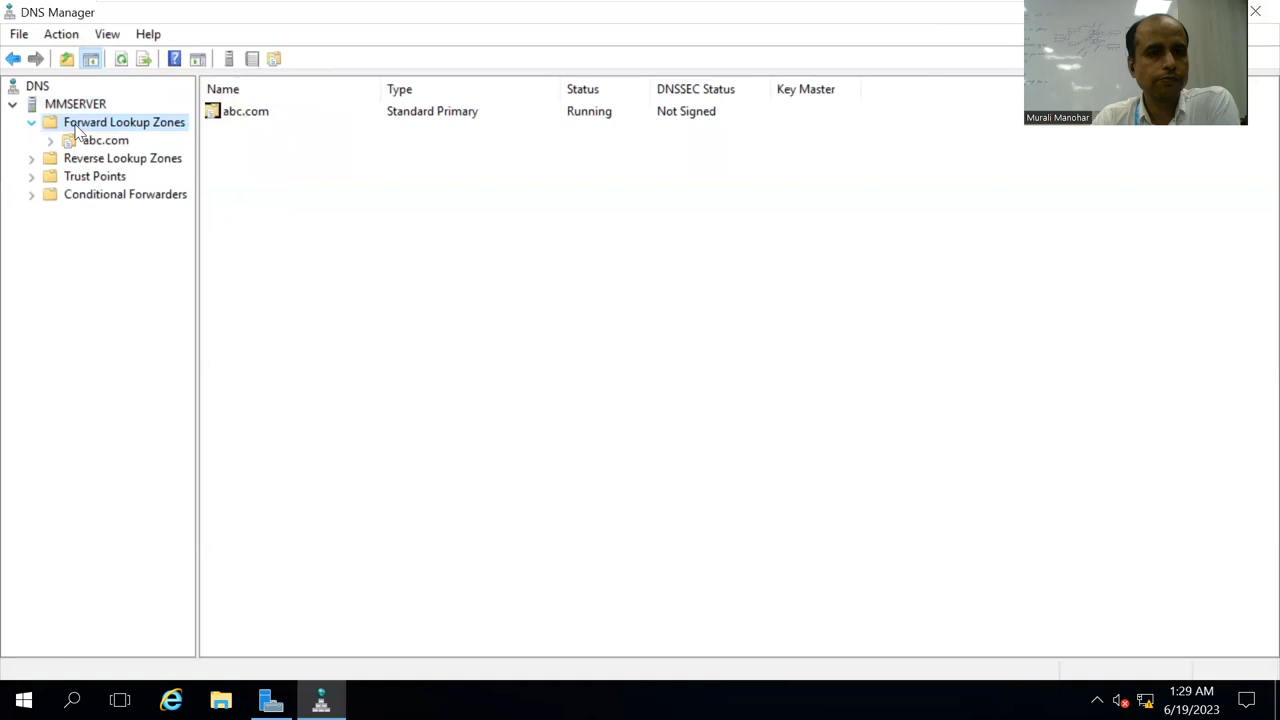 DNS Manager
File Action View Help
DNS
MMSERVER
Forward Lookup Zones
abc.com
Reverse Lookup Zones
Trust Points
Conditional Forwarders
Name Type Status DNSSEC Status Key Master
abc.com Standard Primary Running Not Signed
Murali Manohar
1:29 AM
6/19/2023